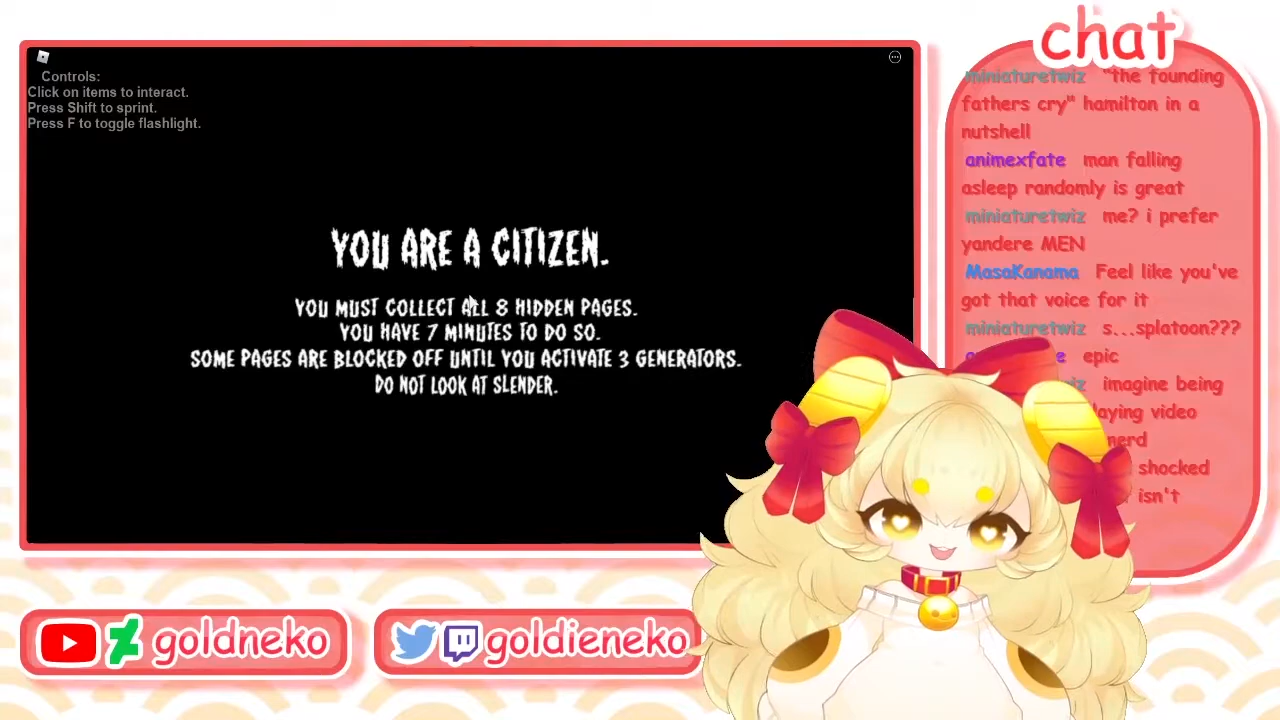 chat
Controls:
Click on items to interact.
Press Shift to sprint.
Press F to toggle flashlight.
YOU ARE A CITIZEN.
YOU MUST COLLECT ALL 8 HIDDEN PAGES.
YOU HAVE 7 MINUTES TO DO SO.
SOME PAGES ARE BLOCKED OFF UNTIL YOU ACTIVATE 3 GENERATORS.
DO NOT LOOK AT SLENDER.
miniaturetwiz "the founding
fathers cry" hamilton in a
nutshell
animexfate man falling
asleep randomly is great
miniaturetwiz me? i prefer
yandere MEN
MasaKanama Feel like you've
got that voice for it
miniaturetwiz s...splatoon???
epic
imagine being
video
nerd
shocked
isn't
goldneko
goldieneko